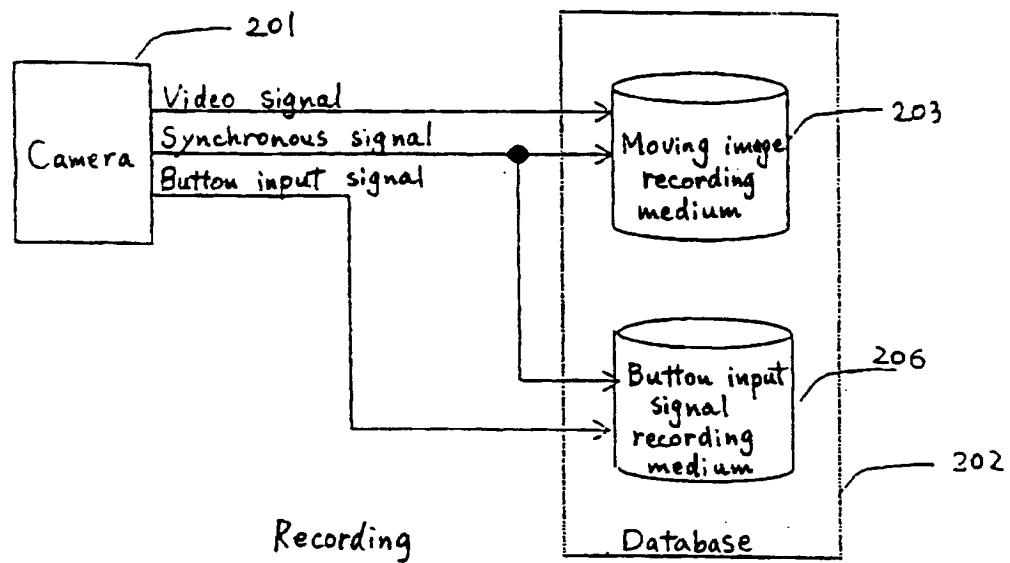 201
Camera
Video signal
Synchronous signal
Button input signal
Moving image
recording
medium
203
Button input
signal
recording
medium
206
202
Recording
Database